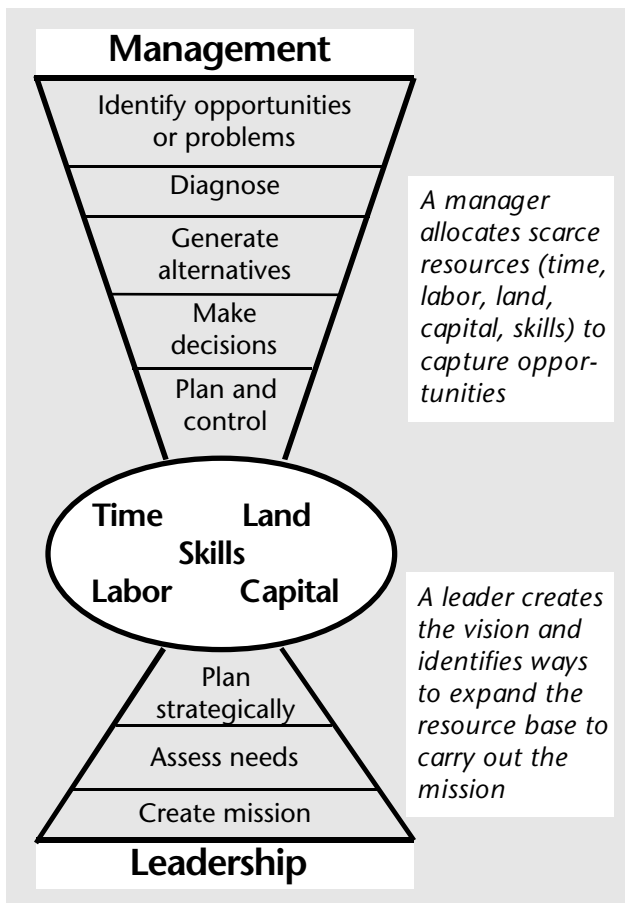 Management
Identify opportunities
or problems
Diagnose
Generate
alternatives
Make
decisions
Plan and
control
A manager
allocates scarce
resources (time,
labor, land,
capital, skills) to
capture oppor-
tunities
Time Land
Skills
Labor Capital
Plan
strategically
Assess needs
Create mission
Leadership
A leader creates
the vision and
identifies ways
to expand the
resource base to
carry out the
mission